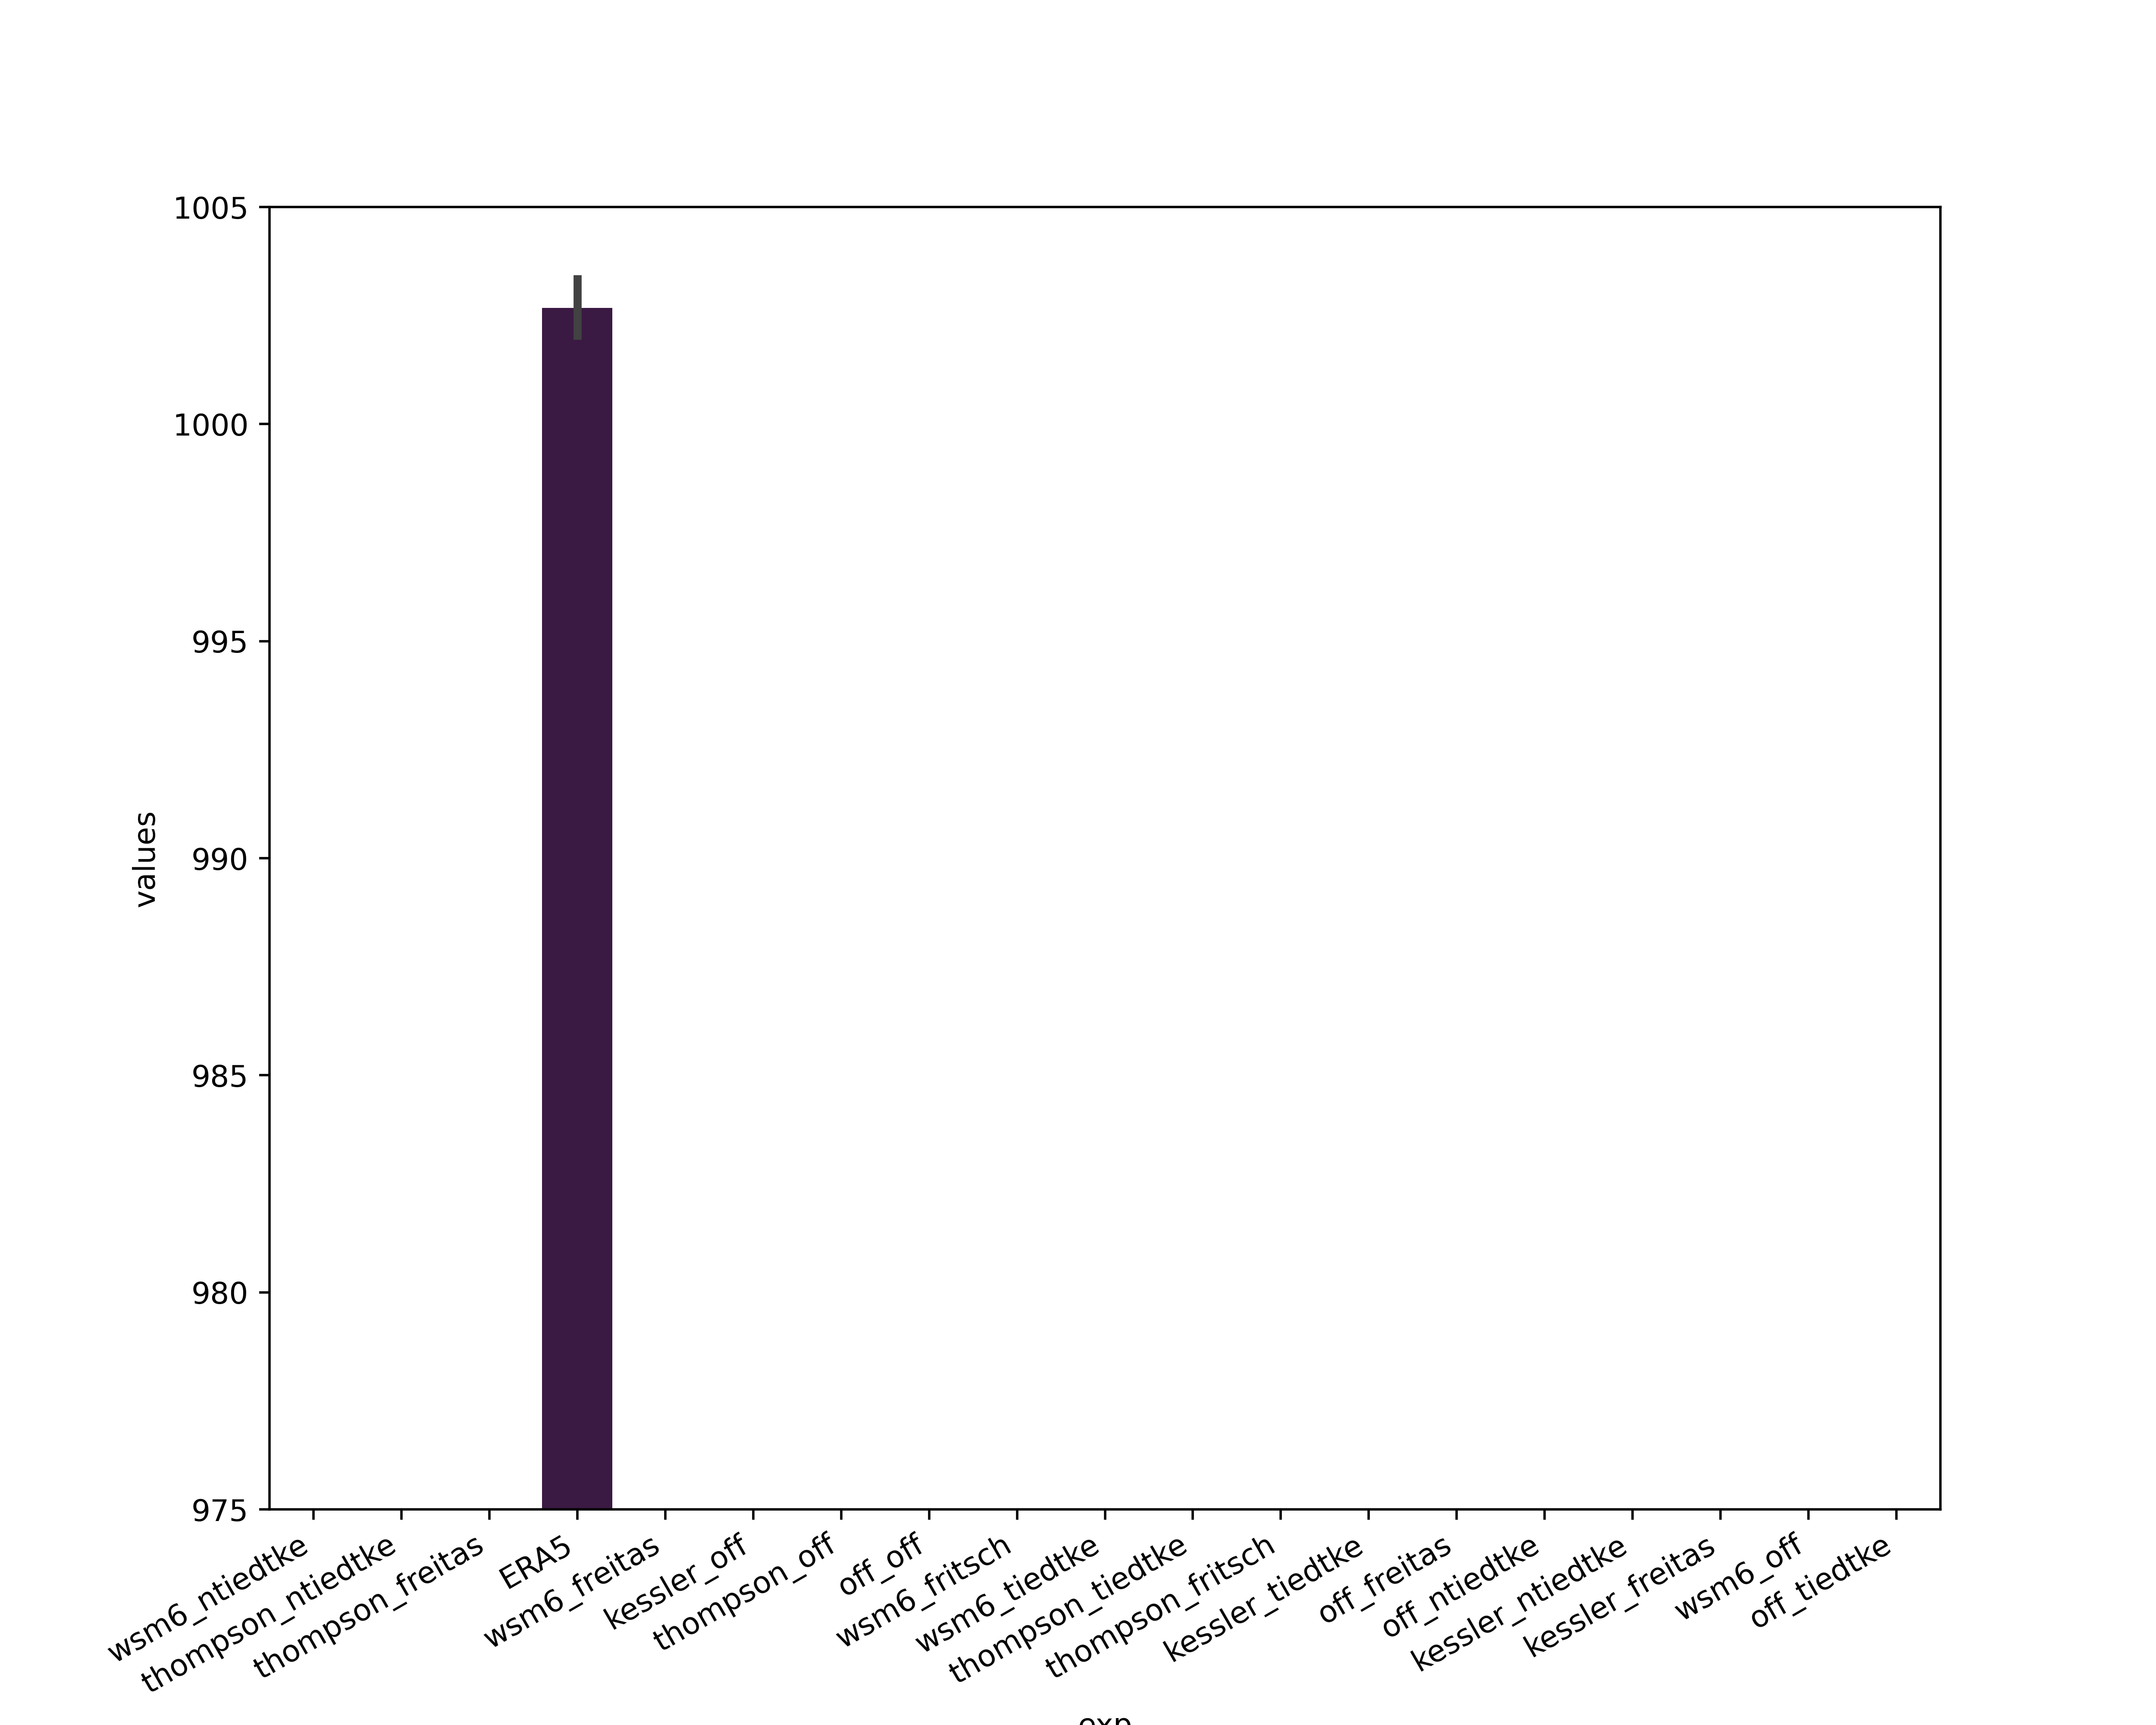 1005
1000
995
990
985
980
975
values
wsm6_ntiedtke
thompson_ntiedtke
thompson_freitas
ERA5
wsm6_freitas
kessler_off
thompson_off
off_off
wsm6_fritsch
wsm6_tiedtke
thompson_tiedtke
thompson_fritsch
kessler_tiedtke
off_freitas
off_ntiedtke
kessler_ntiedtke
kessler_freitas
wsm6_off
off_tiedtke
exp